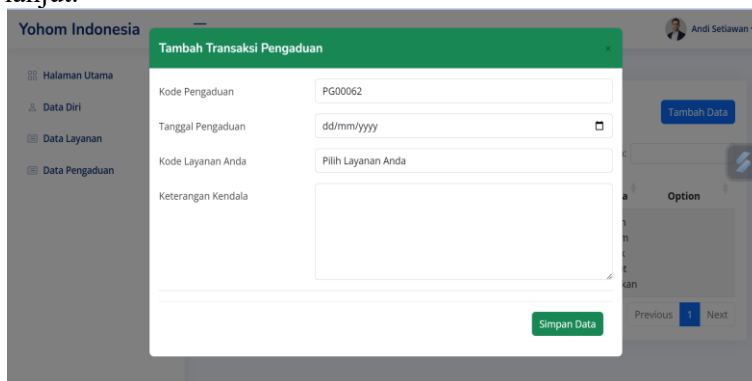 lanjut.
Yohom Indonesia
Andi Setiawan
Tambah Transaksi Pengaduan
×
Halaman Utama
Data Diri
Data Layanan
Data Pengaduan
Kode Pengaduan PG00062
Tambah Data
Tanggal Pengaduan dd/mm/yyyy
Kode Layanan Anda Pilih Layanan Anda
Keterangan Kendala
Option
kan
Previous 1 Next
Simpan Data